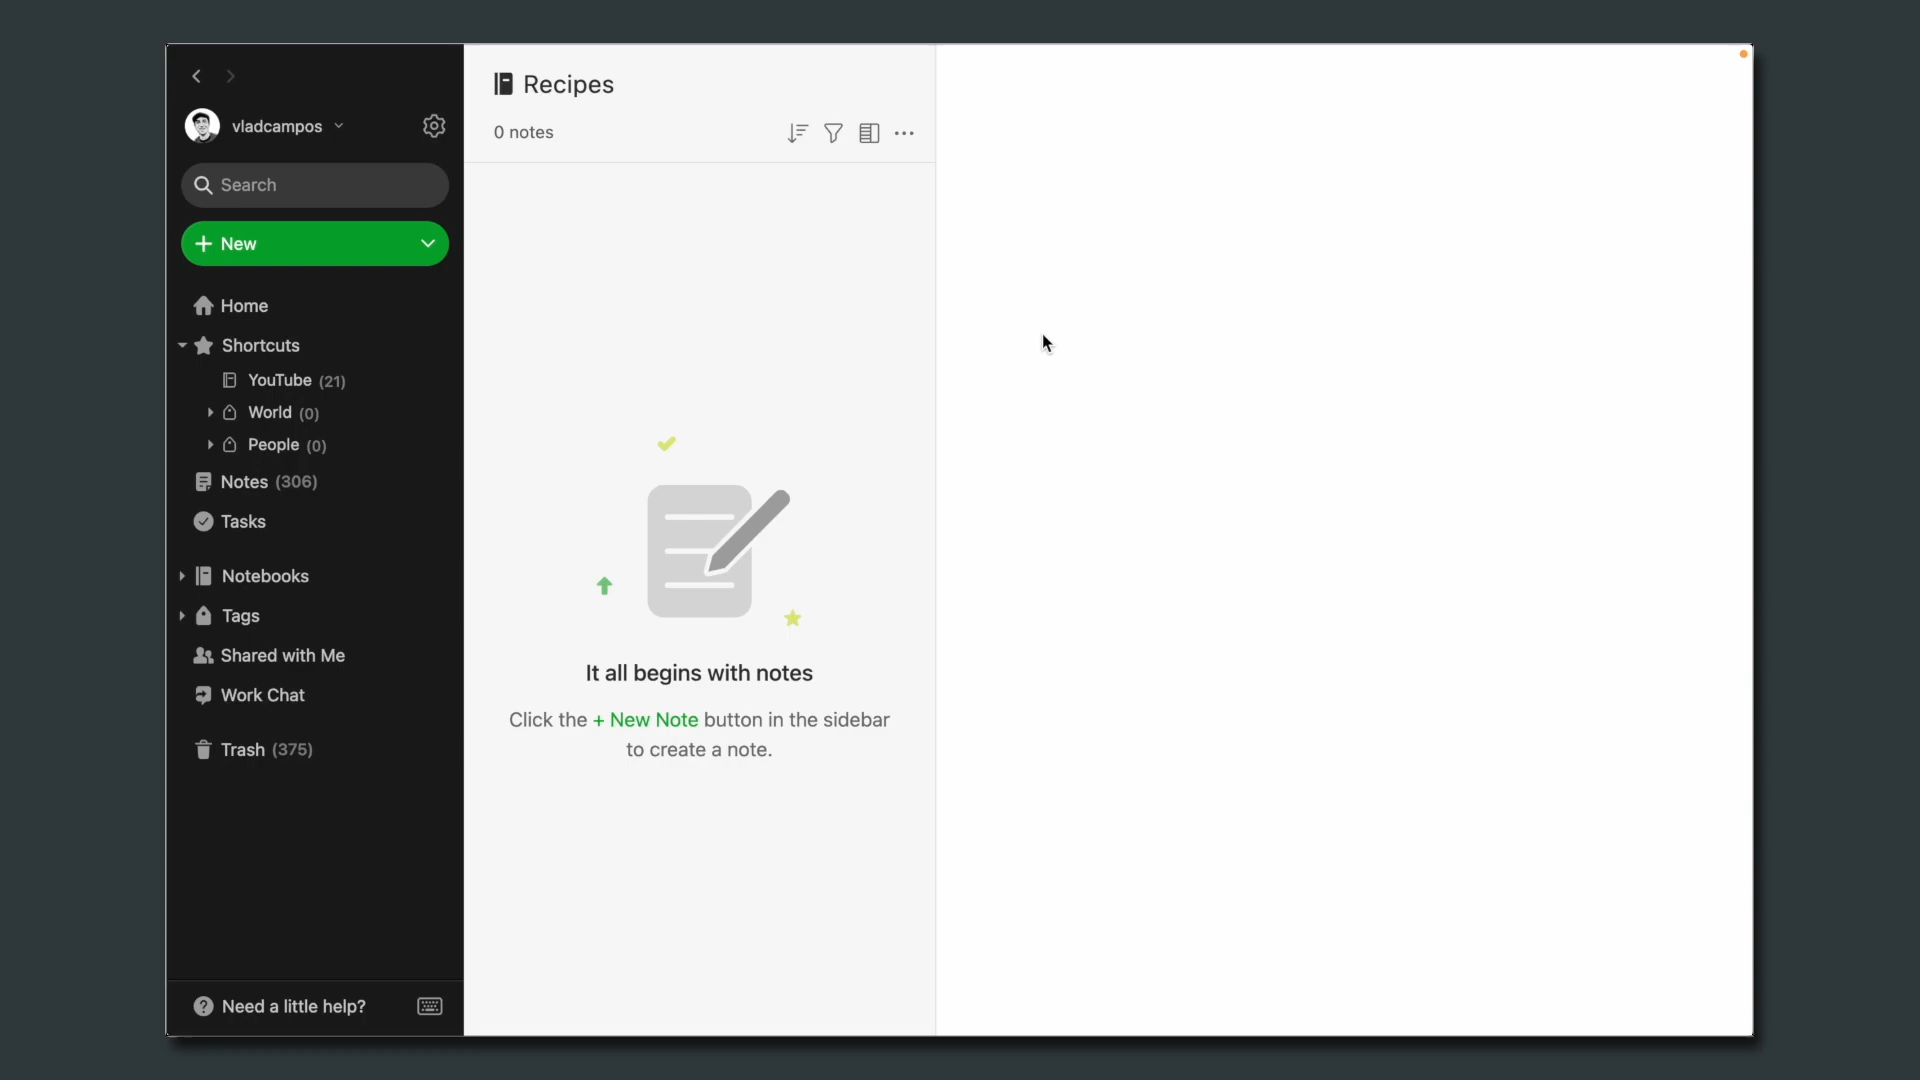 vladcampos
Search
New
Home
Shortcuts
YouTube (21)
World (0)
People (0)
Notes (306)
Tasks
Notebooks
Tags
Shared with Me
Work Chat
Trash (375)
Need a little help?
Recipes
0 notes
It all begins with notes
Click the + New Note button in the sidebar
to create a note.